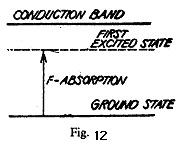 CONDUCTION BAND
FIRST
EXCITED STATE
F-ABSORPTION
GROUND STATE
Fig. 12